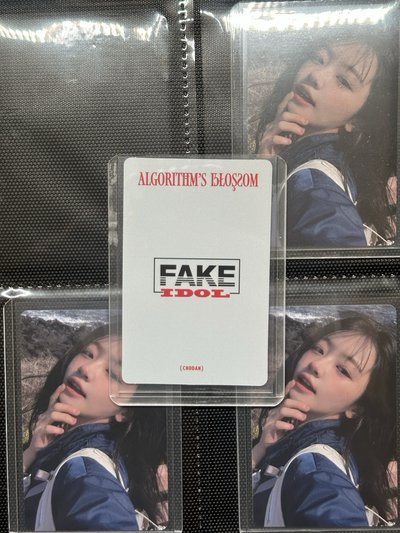 ALGORITHM'S BLOSSOM
FAKE
IDOL
(CHODAN)